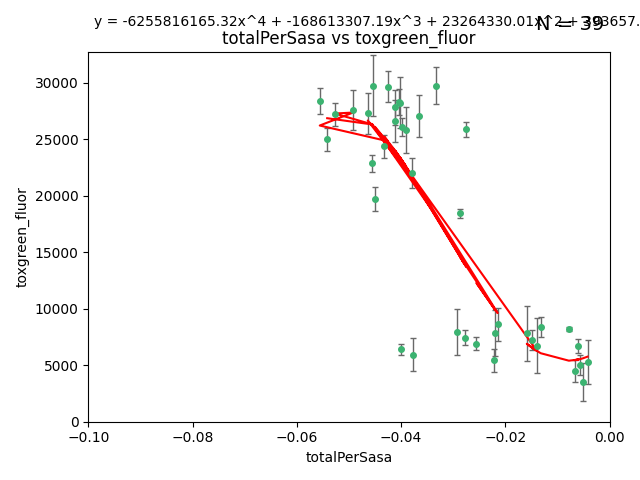 y = -6255816165.32x^4 + -168613307.19x^3 + 23264330.01x^2 +
N = 39
totalPerSasa vs toxgreen_fluor
toxgreen_fluor
30000
25000
20000
15000
10000
5000
0
−0.10
−0.08
−0.06
−0.04
−0.02
0.00
totalPerSasa